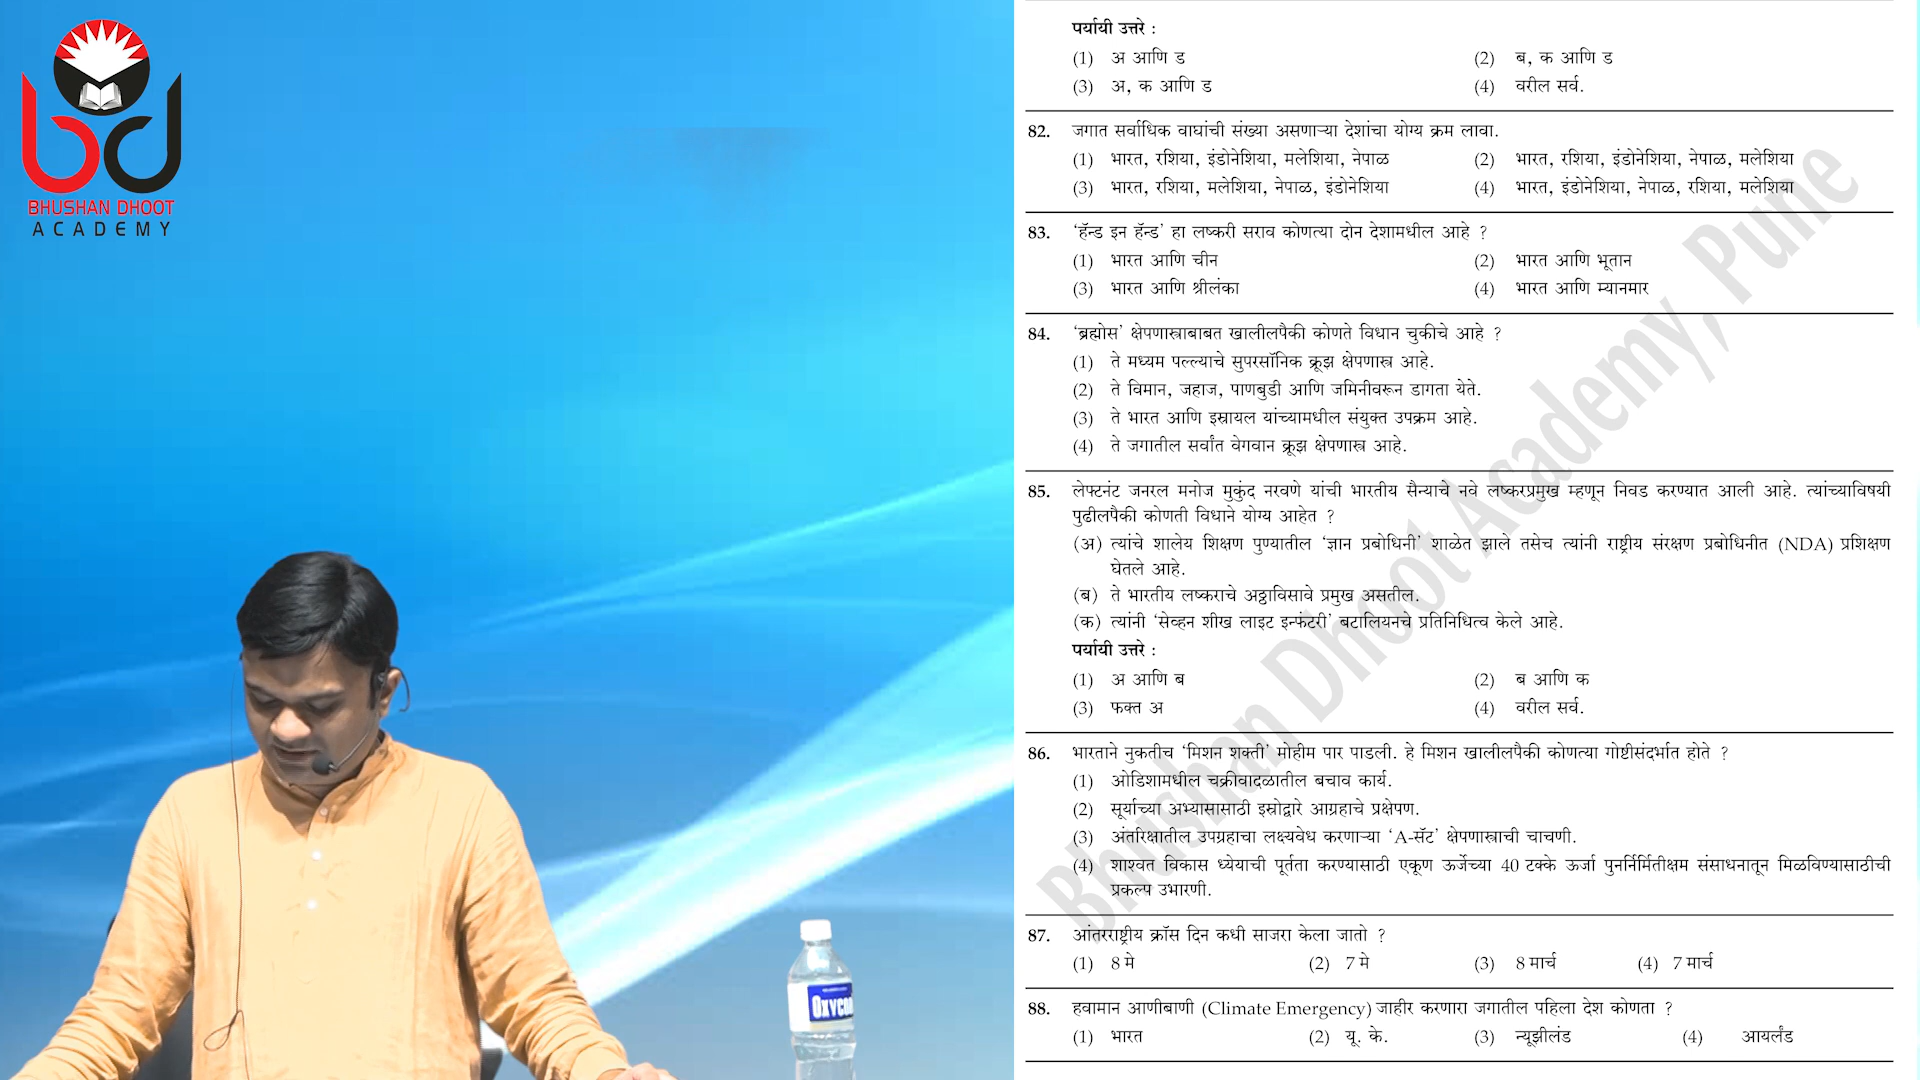 BHUSHAN DHOOT
ACADEMY
पर्यायी उत्तरे :
(1) अ आणि ड (2) ब, क आणि ड
(3) अ, क आणि ड (4) वरील सर्व.
82. जगात सर्वाधिक वाघांची संख्या असणाऱ्या देशांचा योग्य क्रम लावा.
(1) भारत, रशिया, इंडोनेशिया, मलेशिया, नेपाळ (2) भारत, रशिया, इंडोनेशिया, नेपाळ, मलेशिया
(3) भारत, रशिया, मलेशिया, नेपाळ, इंडोनेशिया (4) भारत, इंडोनेशिया, नेपाळ, रशिया, मलेशिया
83. ‘हॅन्ड इन हॅन्ड’ हा लष्करी सराव कोणत्या दोन देशामधील आहे ?
(1) भारत आणि चीन (2) भारत आणि भूतान
(3) भारत आणि श्रीलंका (4) भारत आणि म्यानमार
84. ‘ब्रह्मोस’ क्षेपणास्त्राबाबत खालीलपैकी कोणते विधान चुकीचे आहे ?
(1) ते मध्यम पल्ल्याचे सुपरसॉनिक क्रूझ क्षेपणास्त्र आहे.
(2) ते विमान, जहाज, पाणबुडी आणि जमिनीवरून डागता येते.
(3) ते भारत आणि इस्रायल यांच्यामधील संयुक्त उपक्रम आहे.
(4) ते जगातील सर्वांत वेगवान क्रूझ क्षेपणास्त्र आहे.
85. लेफ्टनंट जनरल मनोज मुकुंद नरवणे यांची भारतीय सैन्याचे नवे लष्करप्रमुख म्हणून निवड करण्यात आली आहे. त्यांच्याविषयी
पुढीलपैकी कोणती विधाने योग्य आहेत ?
(अ) त्यांचे शालेय शिक्षण पुण्यातील ‘ज्ञान प्रबोधिनी’ शाळेत झाले तसेच त्यांनी राष्ट्रीय संरक्षण प्रबोधिनीत (NDA) प्रशिक्षण
घेतले आहे.
(ब) ते भारतीय लष्कराचे अठ्ठाविसावे प्रमुख असतील.
(क) त्यांनी ‘सेव्हन शीख लाइट इन्फंटरी’ बटालियनचे प्रतिनिधित्व केले आहे.
पर्यायी उत्तरे :
(1) अ आणि ब (2) ब आणि क
(3) फक्त अ (4) वरील सर्व.
86. भारताने नुकतीच ‘मिशन शक्ती’ मोहीम पार पाडली. हे मिशन खालीलपैकी कोणत्या गोष्टीसंदर्भात होते ?
(1) ओडिशामधील चक्रीवादळातील बचाव कार्य.
(2) सूर्याच्या अभ्यासासाठी इस्रोद्वारे आग्रहाचे प्रक्षेपण.
(3) अंतरिक्षातील उपग्रहाचा लक्ष्यवेध करणाऱ्या ‘A-सॅट’ क्षेपणास्त्राची चाचणी.
(4) शाश्वत विकास ध्येयाची पूर्तता करण्यासाठी एकूण ऊर्जेच्या 40 टक्के ऊर्जा पुनर्निर्मितीक्षम संसाधनातून मिळविण्यासाठीची
प्रकल्प उभारणी.
87. आंतरराष्ट्रीय क्रॉस दिन कधी साजरा केला जातो ?
(1) 8 मे (2) 7 मे (3) 8 मार्च (4) 7 मार्च
88. हवामान आणीबाणी (Climate Emergency) जाहीर करणारा जगातील पहिला देश कोणता ?
(1) भारत (2) यू. के. (3) न्यूझीलंड (4) आयर्लंड
Bhushan Dhoot Academy, Pune